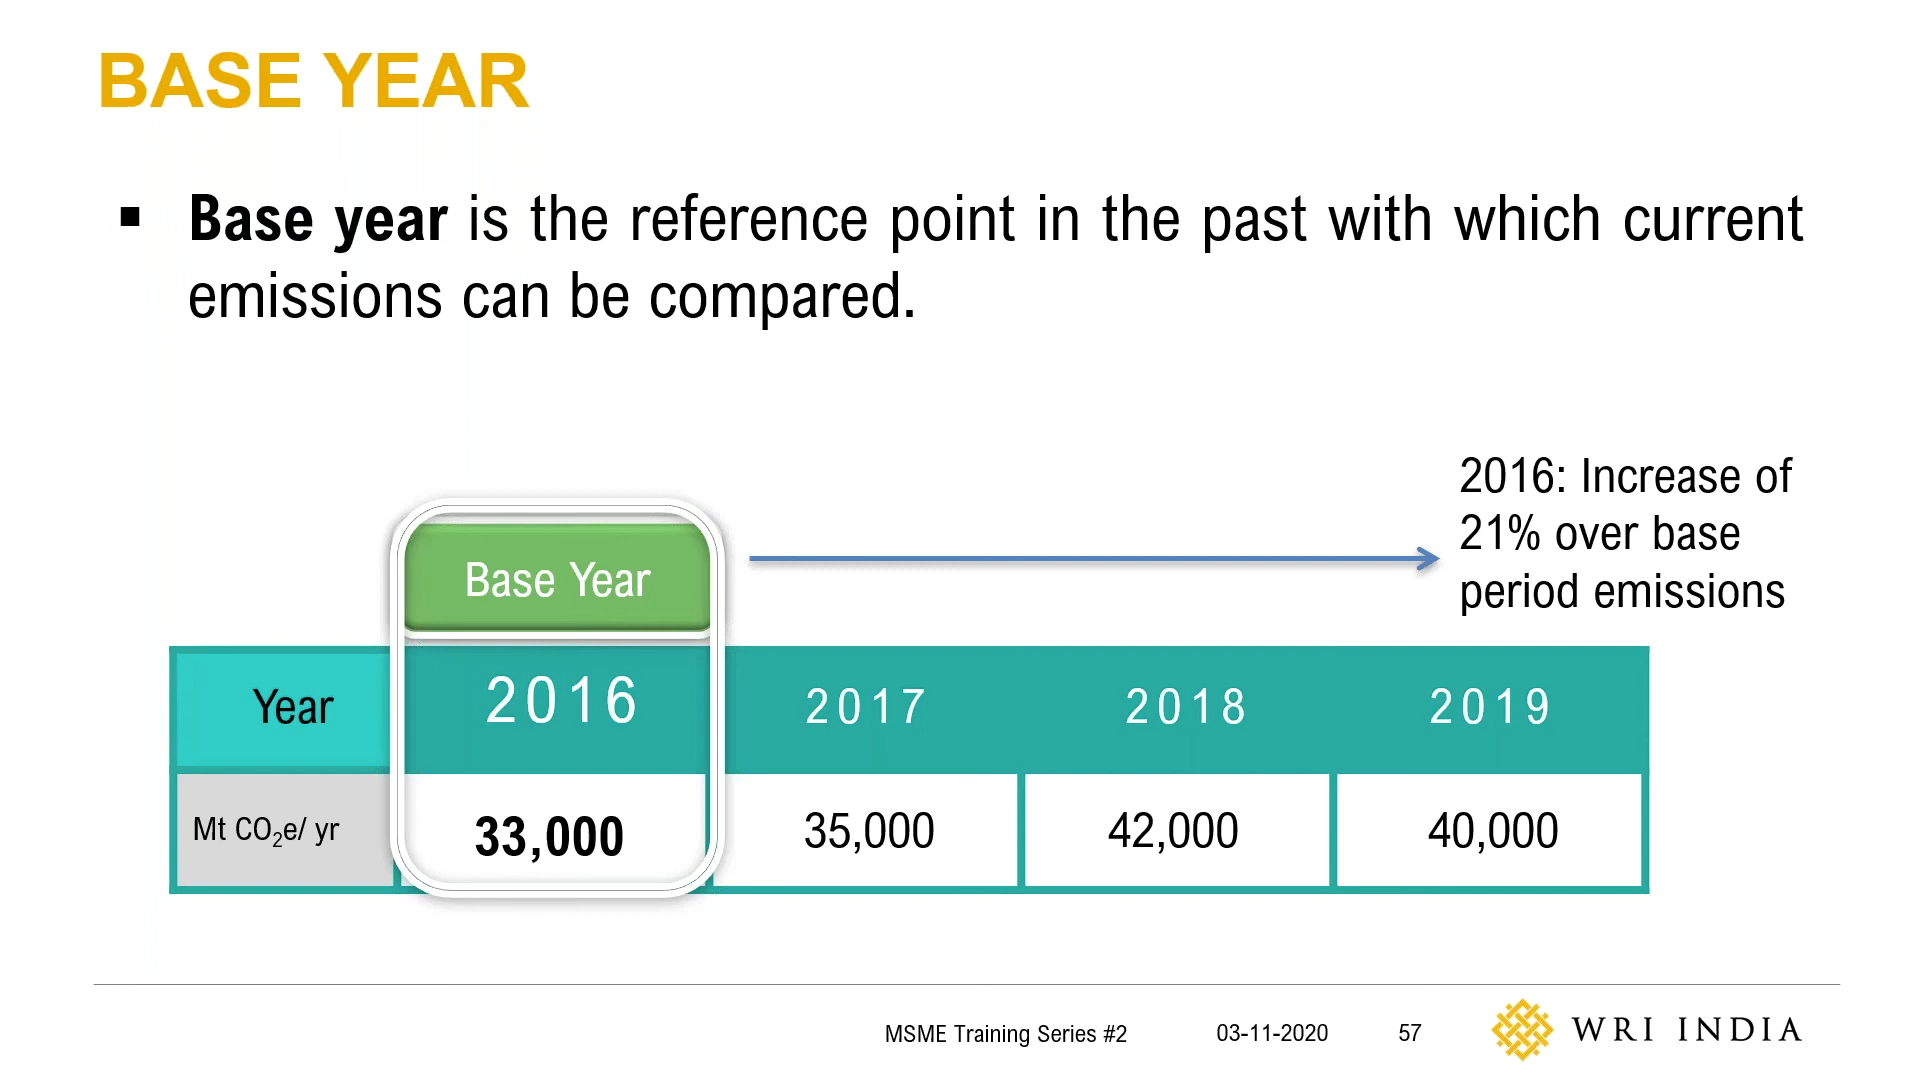 BASE YEAR
▪ Base year is the reference point in the past with which current
emissions can be compared.
2016: Increase of
21% over base
period emissions
Base Year
Year 2016 2017 2018 2019
Mt CO₂e/ yr 33,000 35,000 42,000 40,000
MSME Training Series #2 03-11-2020 57 WRI INDIA